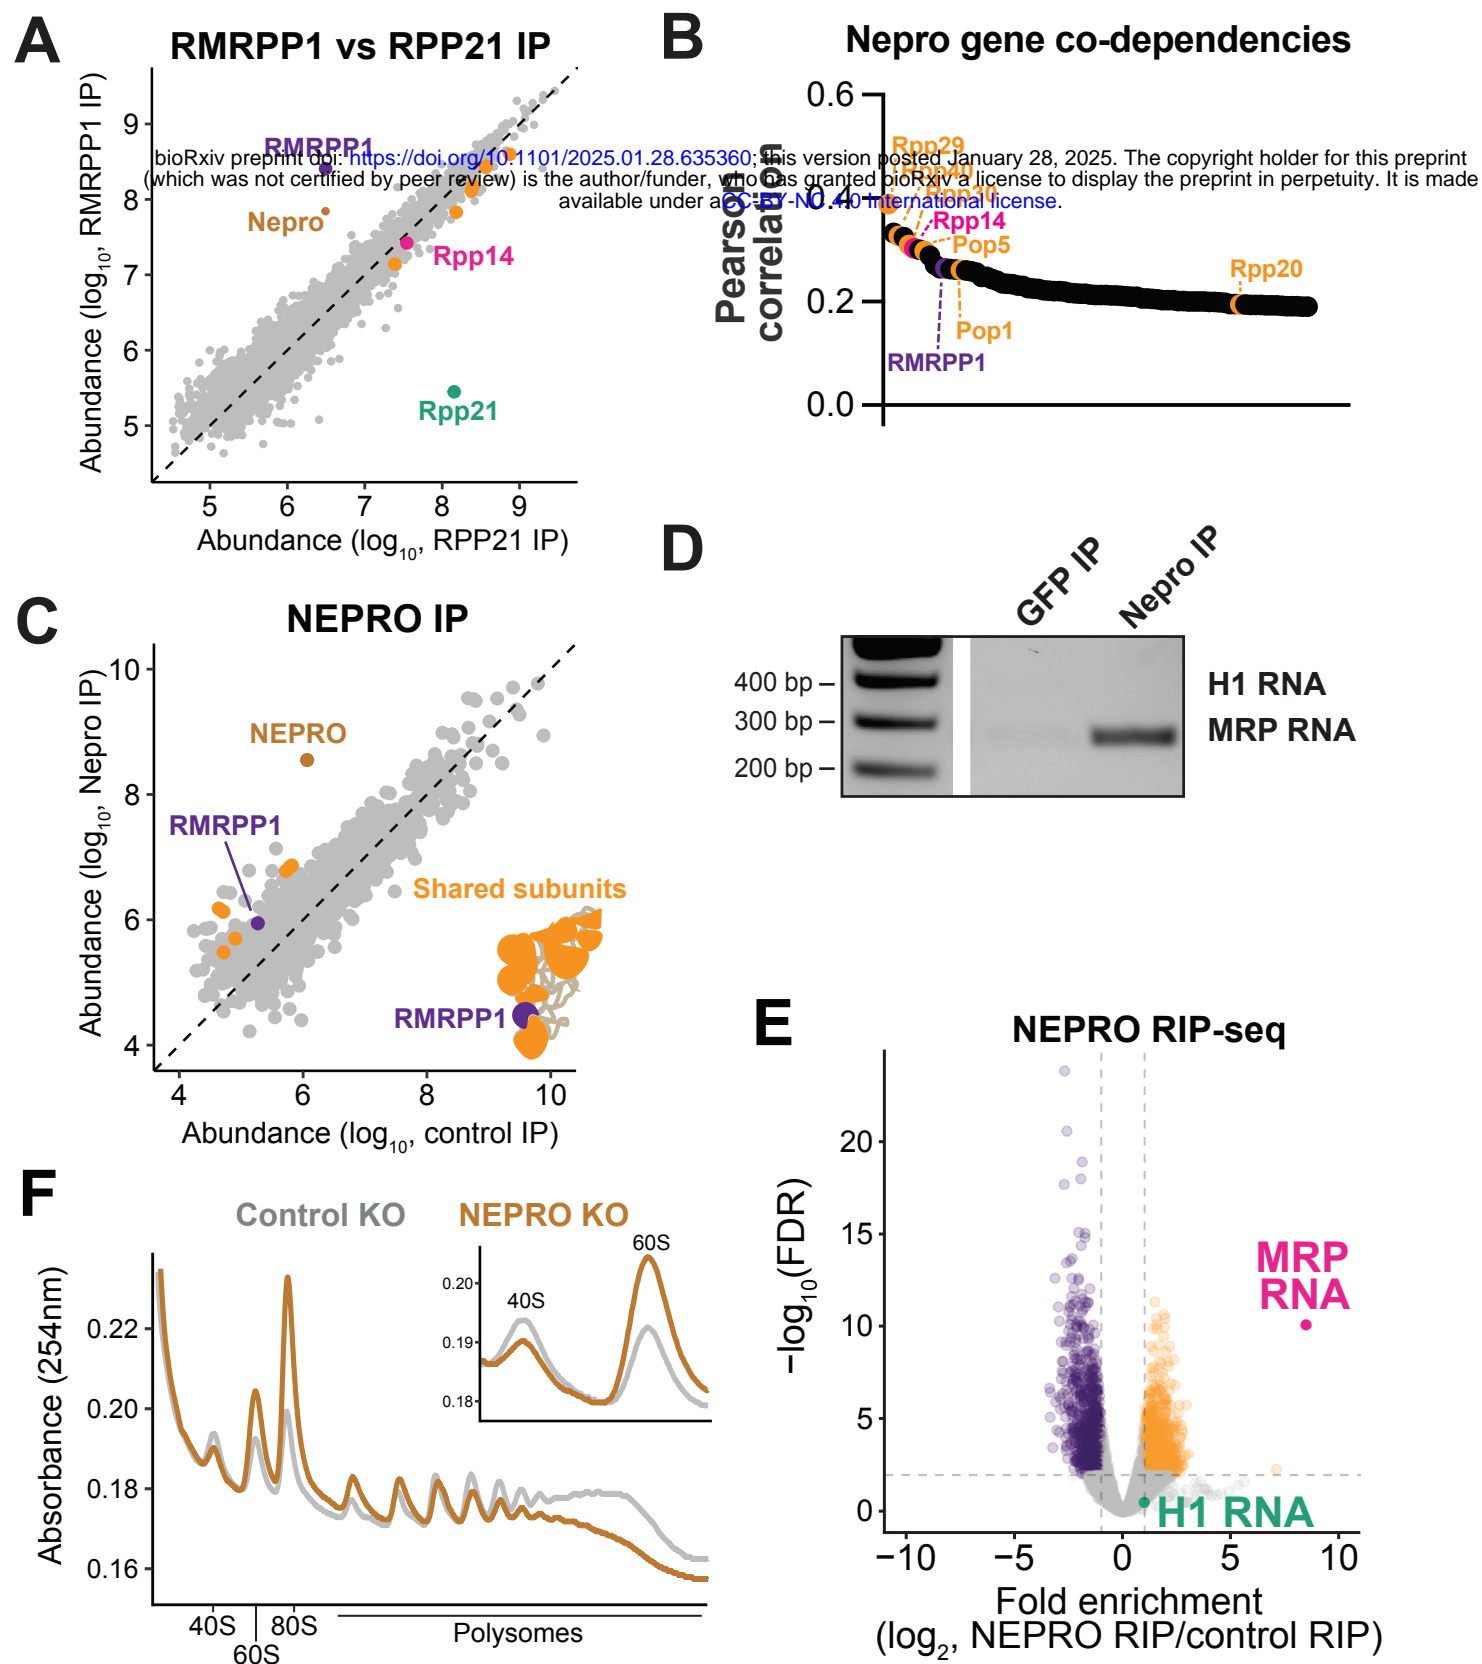 A
RMRPP1 vs RPP21 IP
Abundance (log10, RMRPP1 IP)
9
8
7
6
5
RMRPP1
Nepro
Rpp14
Rpp21
5 6 7 8 9
Abundance (log10, RPP21 IP)
bioRxiv preprint doi: https://doi.org/10.1101/2025.01.28.635360; this version posted January 28, 2025. The copyright holder for this preprint
(which was not certified by peer review) is the author/funder, who has granted bioRxiv a license to display the preprint in perpetuity. It is made
available under aCC-BY-NC 4.0 International license.
B
Nepro gene co-dependencies
Pearson
correlation
0.6
0.4
0.2
0.0
Rpp29
Rpp40
Rpp30
Rpp14
Pop5
Rpp20
Pop1
RMRPP1
C
NEPRO IP
Abundance (log10, Nepro IP)
10
8
6
4
NEPRO
RMRPP1
Shared subunits
RMRPP1
4 6 8 10
Abundance (log10, control IP)
D
GFP IP
Nepro IP
400 bp
300 bp
200 bp
H1 RNA
MRP RNA
E
NEPRO RIP-seq
−log10(FDR)
20
15
10
5
0
MRP
RNA
H1 RNA
−10 −5 0 5 10
Fold enrichment
(log2, NEPRO RIP/control RIP)
F
Control KO
NEPRO KO
Absorbance (254nm)
0.22
0.20
0.18
0.16
0.20
0.19
0.18
40S
60S
40S
60S
80S
Polysomes